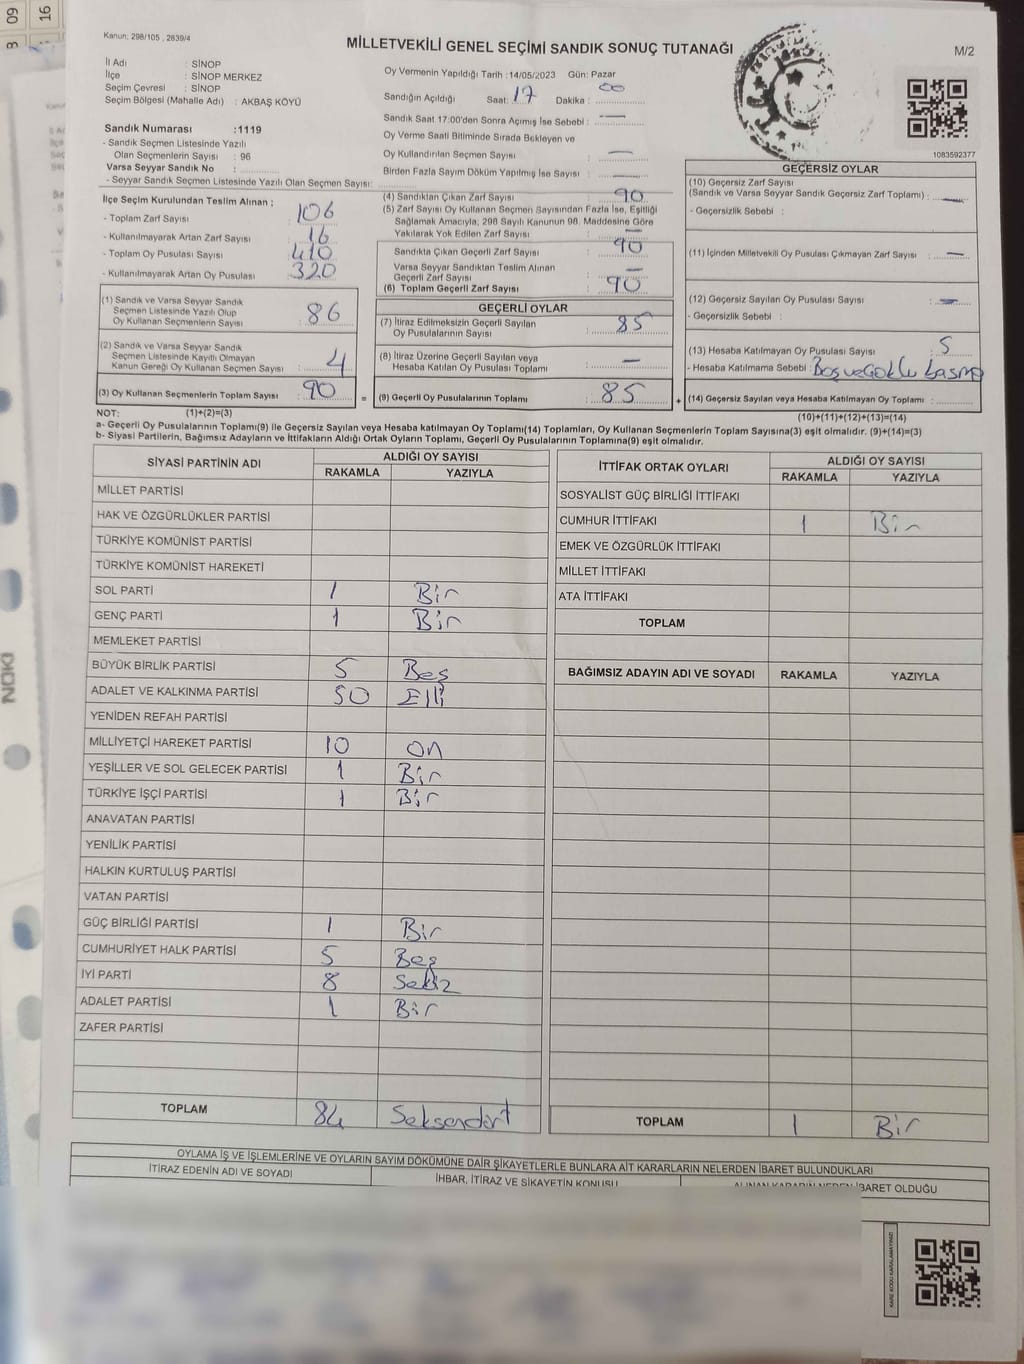 09
16
Kanun: 298/105 , 2839/4
MİLLETVEKİLİ GENEL SEÇİMİ SANDIK SONUÇ TUTANAĞI
M/2
İl Adı : SİNOP
İlçe : SİNOP MERKEZ
Seçim Çevresi : SİNOP
Seçim Bölgesi (Mahalle Adı) : AKBAŞ KÖYÜ
Sandık Numarası :1119
- Sandık Seçmen Listesinde Yazılı
Olan Seçmenlerin Sayısı : 96
Varsa Seyyar Sandık No :
- Seyyar Sandık Seçmen Listesinde Yazılı Olan Seçmen Sayısı:
Oy Vermenin Yapıldığı Tarih :14/05/2023 Gün: Pazar
Sandığın Açıldığı Saat: 17 Dakika : 00
Sandık Saat 17:00'den Sonra Açımış İse Sebebi : —
Oy Verme Saati Bitiminde Sırada Bekleyen ve
Oy Kullandırılan Seçmen Sayısı : —
Birden Fazla Sayım Döküm Yapılmış İse Sayısı : —
1083592377
İlçe Seçim Kurulundan Teslim Alınan ;
- Toplam Zarf Sayısı : 106
- Kullanılmayarak Artan Zarf Sayısı : 16
- Toplam Oy Pusulası Sayısı : 410
- Kullanılmayarak Artan Oy Pusulası : 320
(1) Sandık ve Varsa Seyyar Sandık
Seçmen Listesinde Yazılı Olup
Oy Kullanan Seçmenlerin Sayısı : 86
(2) Sandık ve Varsa Seyyar Sandık
Seçmen Listesinde Kayıtlı Olmayan
Kanun Gereği Oy Kullanan Seçmen Sayısı : 4
(3) Oy Kullanan Seçmenlerin Toplam Sayısı : 90 =
(4) Sandıktan Çıkan Zarf Sayısı : 90
(5) Zarf Sayısı Oy Kullanan Seçmen Sayısından Fazla İse, Eşitliği
Sağlamak Amacıyla, 298 Sayılı Kanunun 98. Maddesine Göre
Yakılarak Yok Edilen Zarf Sayısı : —
Sandıkta Çıkan Geçerli Zarf Sayısı : 90
Varsa Seyyar Sandıktan Teslim Alınan
Geçerli Zarf Sayısı : —
(6) Toplam Geçerli Zarf Sayısı : 90
GEÇERLİ OYLAR
(7) İtiraz Edilmeksizin Geçerli Sayılan
Oy Pusulalarının Sayısı : 85
(8) İtiraz Üzerine Geçerli Sayılan veya
Hesaba Katılan Oy Pusulası Toplamı : —
(9) Geçerli Oy Pusulalarının Toplamı : 85 +
GEÇERSİZ OYLAR
(10) Geçersiz Zarf Sayısı
(Sandık ve Varsa Seyyar Sandık Geçersiz Zarf Toplamı) : —
- Geçersizlik Sebebi :
(11) İçinden Milletvekili Oy Pusulası Çıkmayan Zarf Sayısı : —
(12) Geçersiz Sayılan Oy Pusulası Sayısı : —
- Geçersizlik Sebebi :
(13) Hesaba Katılmayan Oy Pusulası Sayısı : 5
- Hesaba Katılmama Sebebi : Boş ve Çoklu basma
(14) Geçersiz Sayılan veya Hesaba Katılmayan Oy Toplamı :
NOT: (1)+(2)=(3)
(10)+(11)+(12)+(13)=(14)
a- Geçerli Oy Pusulalarının Toplamı(9) ile Geçersiz Sayılan veya Hesaba katılmayan Oy Toplamı(14) Toplamları, Oy Kullanan Seçmenlerin Toplam Sayısına(3) eşit olmalıdır. (9)+(14)=(3)
b- Siyasi Partilerin, Bağımsız Adayların ve İttifakların Aldığı Ortak Oyların Toplamı, Geçerli Oy Pusulalarının Toplamına(9) eşit olmalıdır.
SİYASİ PARTİNİN ADI
ALDIĞI OY SAYISI
RAKAMLA YAZIYLA
MİLLET PARTİSİ
HAK VE ÖZGÜRLÜKLER PARTİSİ
TÜRKİYE KOMÜNİST PARTİSİ
TÜRKİYE KOMÜNİST HAREKETİ
SOL PARTİ 1 Bir
GENÇ PARTİ 1 Bir
MEMLEKET PARTİSİ
BÜYÜK BİRLİK PARTİSİ 5 Beş
ADALET VE KALKINMA PARTİSİ 50 Elli
YENİDEN REFAH PARTİSİ
MİLLİYETÇİ HAREKET PARTİSİ 10 On
YEŞİLLER VE SOL GELECEK PARTİSİ 1 Bir
TÜRKİYE İŞÇİ PARTİSİ 1 Bir
ANAVATAN PARTİSİ
YENİLİK PARTİSİ
HALKIN KURTULUŞ PARTİSİ
VATAN PARTİSİ
GÜÇ BİRLİĞİ PARTİSİ 1 Bir
CUMHURİYET HALK PARTİSİ 5 Beş
İYİ PARTİ 8 Sekiz
ADALET PARTİSİ 1 Bir
ZAFER PARTİSİ
TOPLAM 84 Seksendört
İTTİFAK ORTAK OYLARI
ALDIĞI OY SAYISI
RAKAMLA YAZIYLA
SOSYALİST GÜÇ BİRLİĞİ İTTİFAKI
CUMHUR İTTİFAKI 1 Bir
EMEK VE ÖZGÜRLÜK İTTİFAKI
MİLLET İTTİFAKI
ATA İTTİFAKI
TOPLAM
BAĞIMSIZ ADAYIN ADI VE SOYADI RAKAMLA YAZIYLA
TOPLAM 1 Bir
OYLAMA İŞ VE İŞLEMLERİNE VE OYLARIN SAYIM DÖKÜMÜNE DAİR ŞİKAYETLERLE BUNLARA AİT KARARLARIN NELERDEN İBARET BULUNDUKLARI
İTİRAZ EDENİN ADI VE SOYADI
İHBAR, İTİRAZ VE ŞİKAYETİN KONUSU
ALINAN KARARIN NEDEN İBARET OLDUĞU
KARE KODU KARALAMAYINIZ!
NOKI